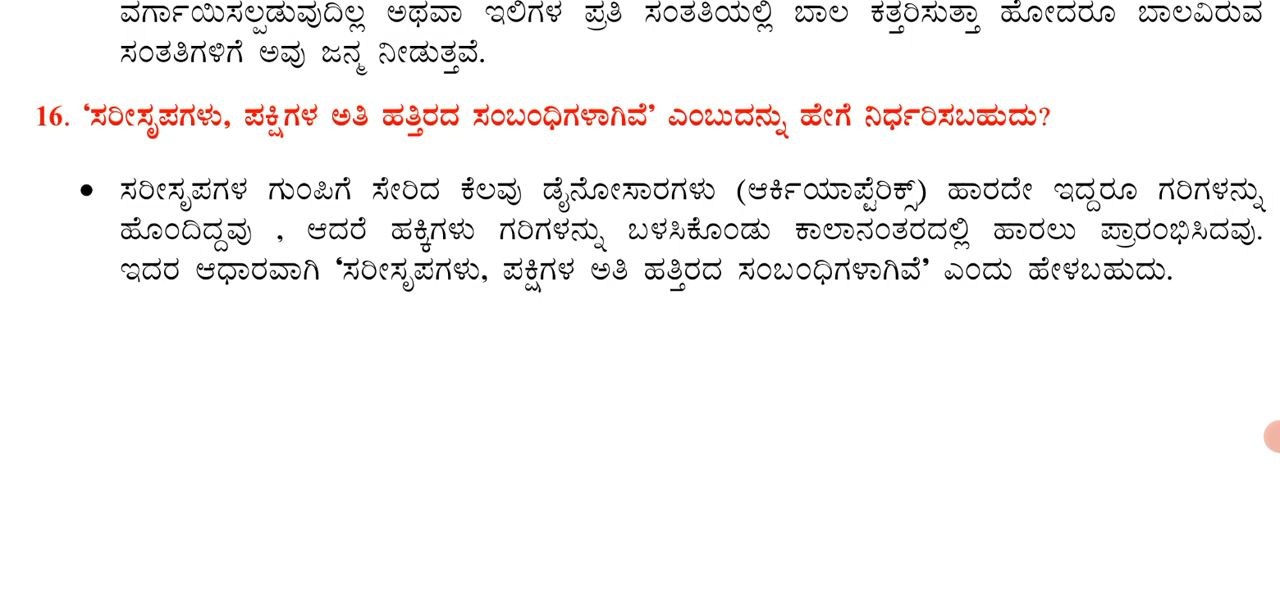 ವರ್ಗಾಯಿಸಲ್ಪಡುವುದಿಲ್ಲ ಅಥವಾ ಇಲಿಗಳ ಪ್ರತಿ ಸಂತತಿಯಲ್ಲಿ ಬಾಲ ಕತ್ತರಿಸುತ್ತಾ ಹೋದರೂ ಬಾಲವಿರುವ
ಸಂತತಿಗಳಿಗೆ ಅವು ಜನ್ಮ ನೀಡುತ್ತವೆ.
16. ‘ಸರೀಸೃಪಗಳು, ಪಕ್ಷಿಗಳ ಅತಿ ಹತ್ತಿರದ ಸಂಬಂಧಿಗಳಾಗಿವೆ’ ಎಂಬುದನ್ನು ಹೇಗೆ ನಿರ್ಧರಿಸಬಹುದು?
• ಸರೀಸೃಪಗಳ ಗುಂಪಿಗೆ ಸೇರಿದ ಕೆಲವು ಡೈನೋಸಾರಗಳು (ಆರ್ಕಿಯಾಪ್ಟೆರಿಕ್ಸ್) ಹಾರದೇ ಇದ್ದರೂ ಗರಿಗಳನ್ನು
ಹೊಂದಿದ್ದವು , ಆದರೆ ಹಕ್ಕಿಗಳು ಗರಿಗಳನ್ನು ಬಳಸಿಕೊಂಡು ಕಾಲಾನಂತರದಲ್ಲಿ ಹಾರಲು ಪ್ರಾರಂಭಿಸಿದವು.
ಇದರ ಆಧಾರವಾಗಿ ‘ಸರೀಸೃಪಗಳು, ಪಕ್ಷಿಗಳ ಅತಿ ಹತ್ತಿರದ ಸಂಬಂಧಿಗಳಾಗಿವೆ’ ಎಂದು ಹೇಳಬಹುದು.